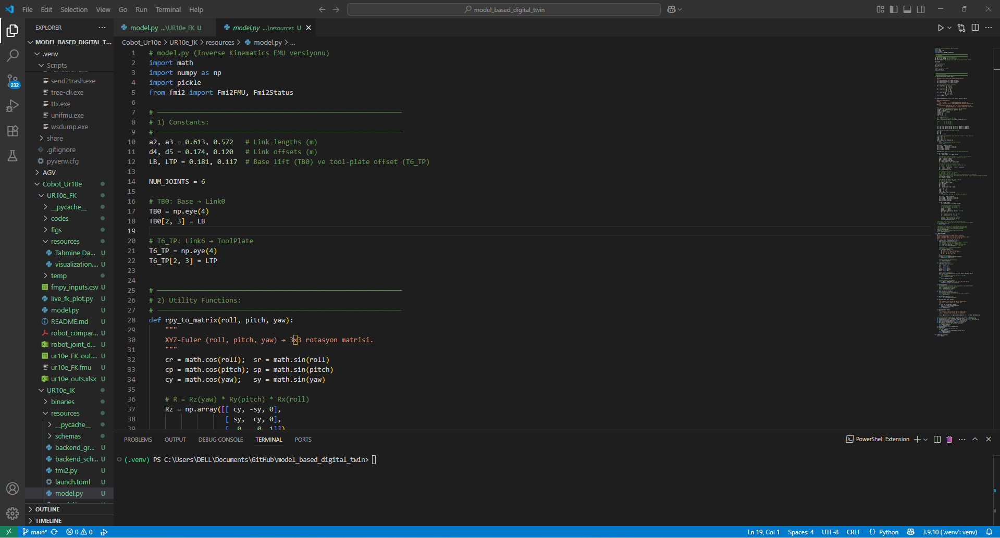 File Edit Selection View Go Run Terminal Help
model_based_digital_twin
EXPLORER
MODEL_BASED_DIGITAL_T...
.venv
Scripts
send2trash.exe
tree-cli.exe
ttx.exe
unifmu.exe
wsdump.exe
share
.gitignore
pyvenv.cfg
AGV
Cobot_Ur10e
UR10e_FK
__pycache__
codes
figs
resources
Tahmine Da... U
visualization.... U
temp
fmpy_inputs.csv U
live_fk_plot.py U
model.py U
README.md U
robot_compar... U
robot_joint_d... U
ur10e_FK_out.... U
ur10e_FK.fmu U
ur10e_outs.xlsx U
UR10e_IK
binaries
resources
__pycache__
schemas
backend_gr... U
backend_sch... U
fmi2.py U
launch.toml U
model.py U
OUTLINE
TIMELINE
232
model.py ...\UR10e_FK U
model.py ...\resources U
Cobot_Ur10e > UR10e_IK > resources > model.py > ...
1 # model.py (Inverse Kinematics FMU versiyonu)
2 import math
3 import numpy as np
4 import pickle
5 from fmi2 import Fmi2FMU, Fmi2Status
6
7 # ─────────────────────────────────────────────────────────────
8 # 1) Constants:
9 # ─────────────────────────────────────────────────────────────
10 a2, a3 = 0.613, 0.572 # Link lengths (m)
11 d4, d5 = 0.174, 0.120 # Link offsets (m)
12 LB, LTP = 0.181, 0.117 # Base lift (TB0) ve tool-plate offset (T6_TP)
13
14 NUM_JOINTS = 6
15
16 # TB0: Base → Link0
17 TB0 = np.eye(4)
18 TB0[2, 3] = LB
19
20 # T6_TP: Link6 → ToolPlate
21 T6_TP = np.eye(4)
22 T6_TP[2, 3] = LTP
23
24
25 # ─────────────────────────────────────────────────────────────
26 # 2) Utility Functions:
27 # ─────────────────────────────────────────────────────────────
28 def rpy_to_matrix(roll, pitch, yaw):
29 """
30 XYZ-Euler (roll, pitch, yaw) → 3×3 rotasyon matrisi.
31 """
32 cr = math.cos(roll); sr = math.sin(roll)
33 cp = math.cos(pitch); sp = math.sin(pitch)
34 cy = math.cos(yaw); sy = math.sin(yaw)
35
36 # R = Rz(yaw) * Ry(pitch) * Rx(roll)
37 Rz = np.array([[ cy, -sy, 0],
38 [ sy, cy, 0],
39 [ 0, 0, 1]])
PROBLEMS OUTPUT DEBUG CONSOLE TERMINAL PORTS
PowerShell Extension
(.venv) PS C:\Users\DELL\Documents\GitHub\model_based_digital_twin>
main* 0 0
Ln 19, Col 1 Spaces: 4 UTF-8 CRLF {} Python 3.9.10 ('.venv': venv)